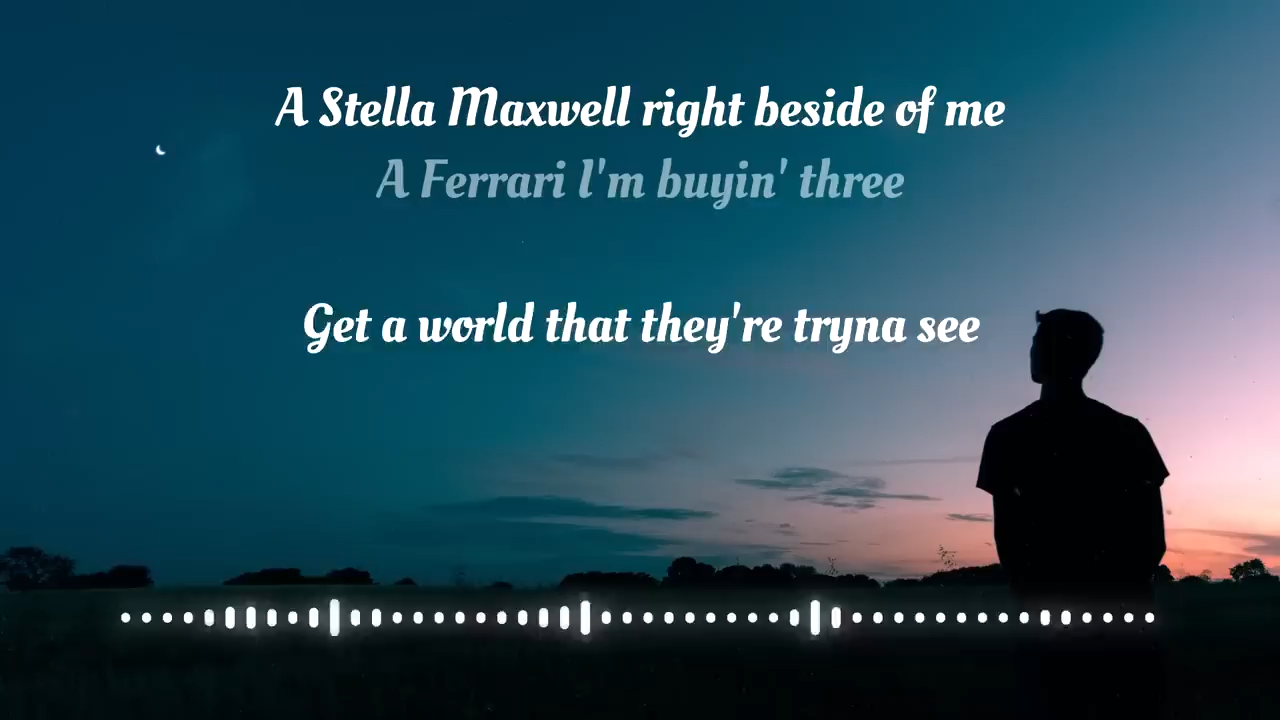 A Stella Maxwell right beside of me
A Ferrari I'm buyin' three
Get a world that they're tryna see